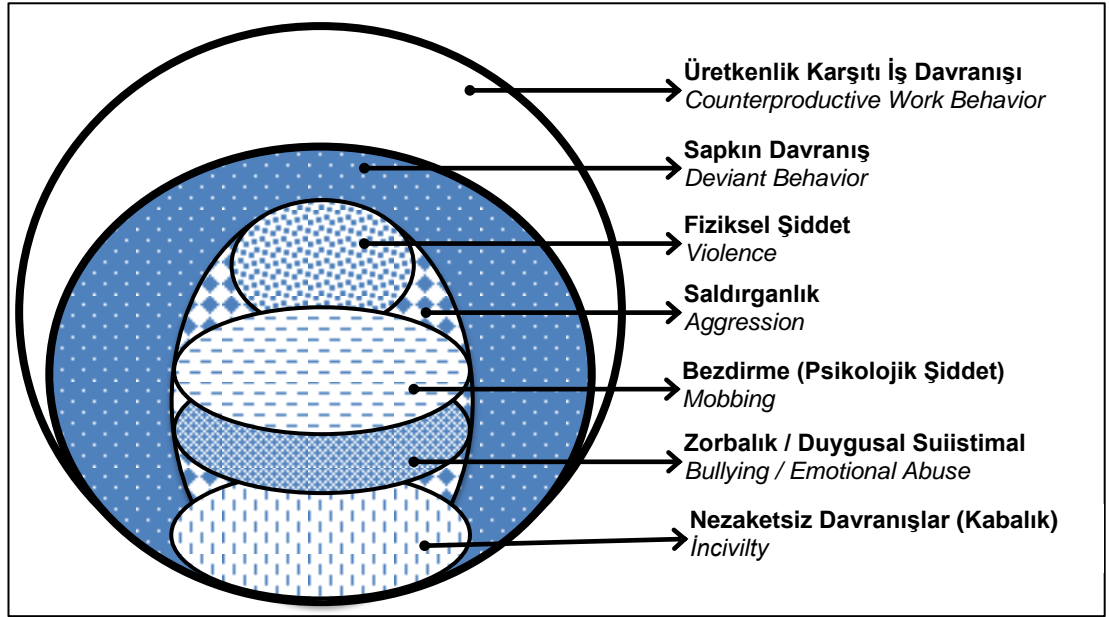 Üretkenlik Karşıtı İş Davranışı
Counterproductive Work Behavior
Sapkın Davranış
Deviant Behavior
Fiziksel Şiddet
Violence
Saldırganlık
Aggression
Bezdirme (Psikolojik Şiddet)
Mobbing
Zorbalık / Duygusal Suiistimal
Bullying / Emotional Abuse
Nezaketsiz Davranışlar (Kabalık)
İncivilty